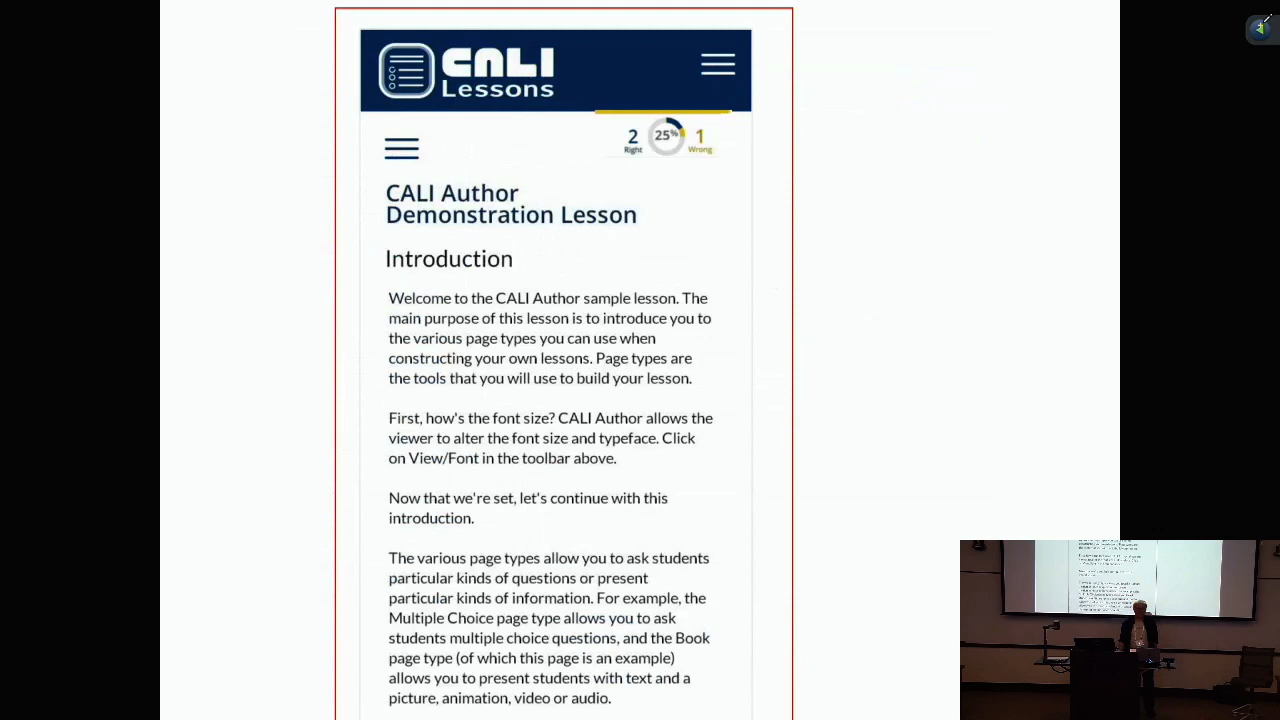 CALI
Lessons
2
Right
25%
1
Wrong
CALI Author
Demonstration Lesson
Introduction
Welcome to the CALI Author sample lesson. The
main purpose of this lesson is to introduce you to
the various page types you can use when
constructing your own lessons. Page types are
the tools that you will use to build your lesson.
First, how's the font size? CALI Author allows the
viewer to alter the font size and typeface. Click
on View/Font in the toolbar above.
Now that we're set, let's continue with this
introduction.
The various page types allow you to ask students
particular kinds of questions or present
particular kinds of information. For example, the
Multiple Choice page type allows you to ask
students multiple choice questions, and the Book
page type (of which this page is an example)
allows you to present students with text and a
picture, animation, video or audio.